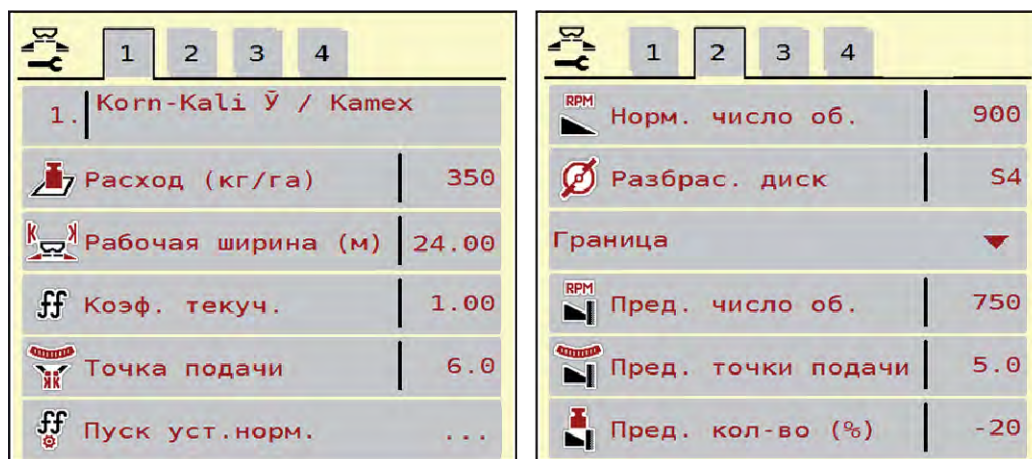 1 2 3 4
1. Korn-Kali Ў / Kamex
Расход (кг/га) 350
Рабочая ширина (м) 24.00
Коэф. текуч. 1.00
Точка подачи 6.0
Пуск уст.норм. ...
1 2 3 4
RPM Норм. число об. 900
Разбрас. диск S4
Граница
RPM Пред. число об. 750
Пред. точки подачи 5.0
Пред. кол-во (%) -20